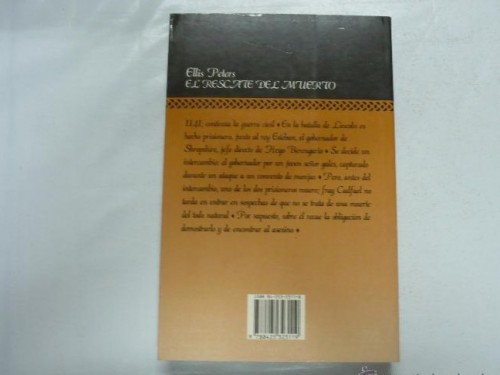 Ellis Peters
EL RESCATE DEL MUERTO
1141, continúa la guerra civil • En la batalla de Lincoln es
hecho prisionero, frente al rey Esteban, el gobernador de
Shropshire, jefe directo de Hugo Berengario • Se decide un
intercambio: el gobernador por un joven señor galés, capturado
durante un ataque a un convento de monjas • Pero, antes del
intercambio, uno de los dos prisioneros muere; fray Cadfael no
tarda en entrar en sospechas de que no se trata de una muerte
del todo natural • Por supuesto, sobre él recae la obligación de
demostrarlo y de encontrar al asesino •